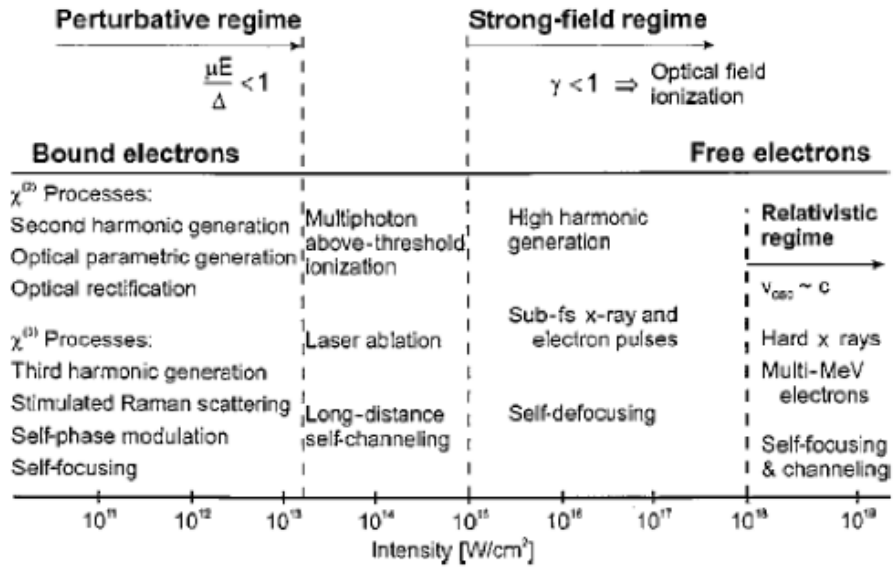 Perturbative regime
Strong-field regime
μE
Δ
< 1
γ < 1 ⇒ Optical field
ionization
Bound electrons
Free electrons
χ⁽²⁾ Processes:
Second harmonic generation
Optical parametric generation
Optical rectification
χ⁽³⁾ Processes:
Third harmonic generation
Stimulated Raman scattering
Self-phase modulation
Self-focusing
Multiphoton
above-threshold
ionization
Laser ablation
Long-distance
self-channeling
High harmonic
generation
Sub-fs x-ray and
electron pulses
Self-defocusing
Relativistic
regime
v_osc ~ c
Hard x rays
Multi-MeV
electrons
Self-focusing
& channeling
10¹¹ 10¹² 10¹³ 10¹⁴ 10¹⁵ 10¹⁶ 10¹⁷ 10¹⁸ 10¹⁹
Intensity [W/cm²]